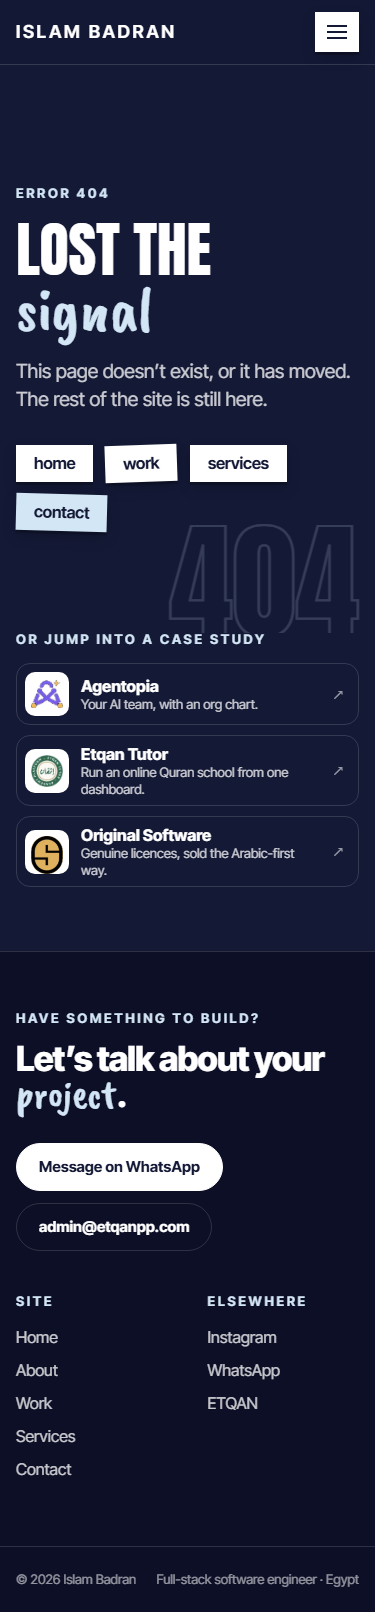 ISLAM BADRAN
ERROR 404
LOST THE
signal
This page doesn’t exist, or it has moved.
The rest of the site is still here.
home
work
services
contact
404
OR JUMP INTO A CASE STUDY
Agentopia
Your AI team, with an org chart.
↗
Etqan Tutor
Run an online Quran school from one
dashboard.
↗
Original Software
Genuine licences, sold the Arabic-first
way.
↗
HAVE SOMETHING TO BUILD?
Let’s talk about your
project.
Message on WhatsApp
admin@etqanpp.com
SITE
Home
About
Work
Services
Contact
ELSEWHERE
Instagram
WhatsApp
ETQAN
© 2026 Islam Badran
Full-stack software engineer · Egypt